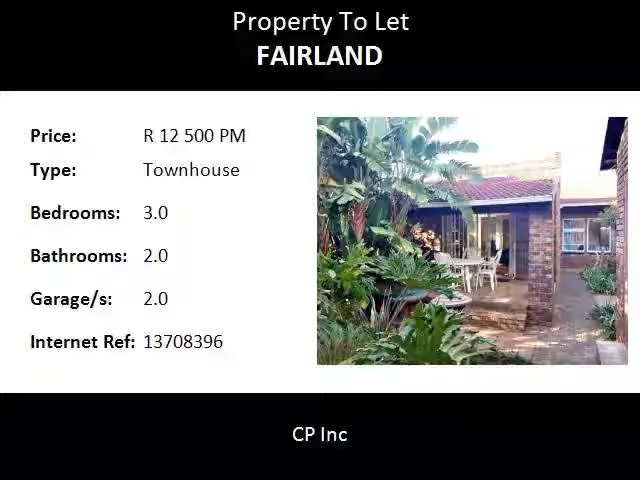 Property To Let
FAIRLAND
Price: R 12 500 PM
Type: Townhouse
Bedrooms: 3.0
Bathrooms: 2.0
Garage/s: 2.0
Internet Ref: 13708396
CP Inc